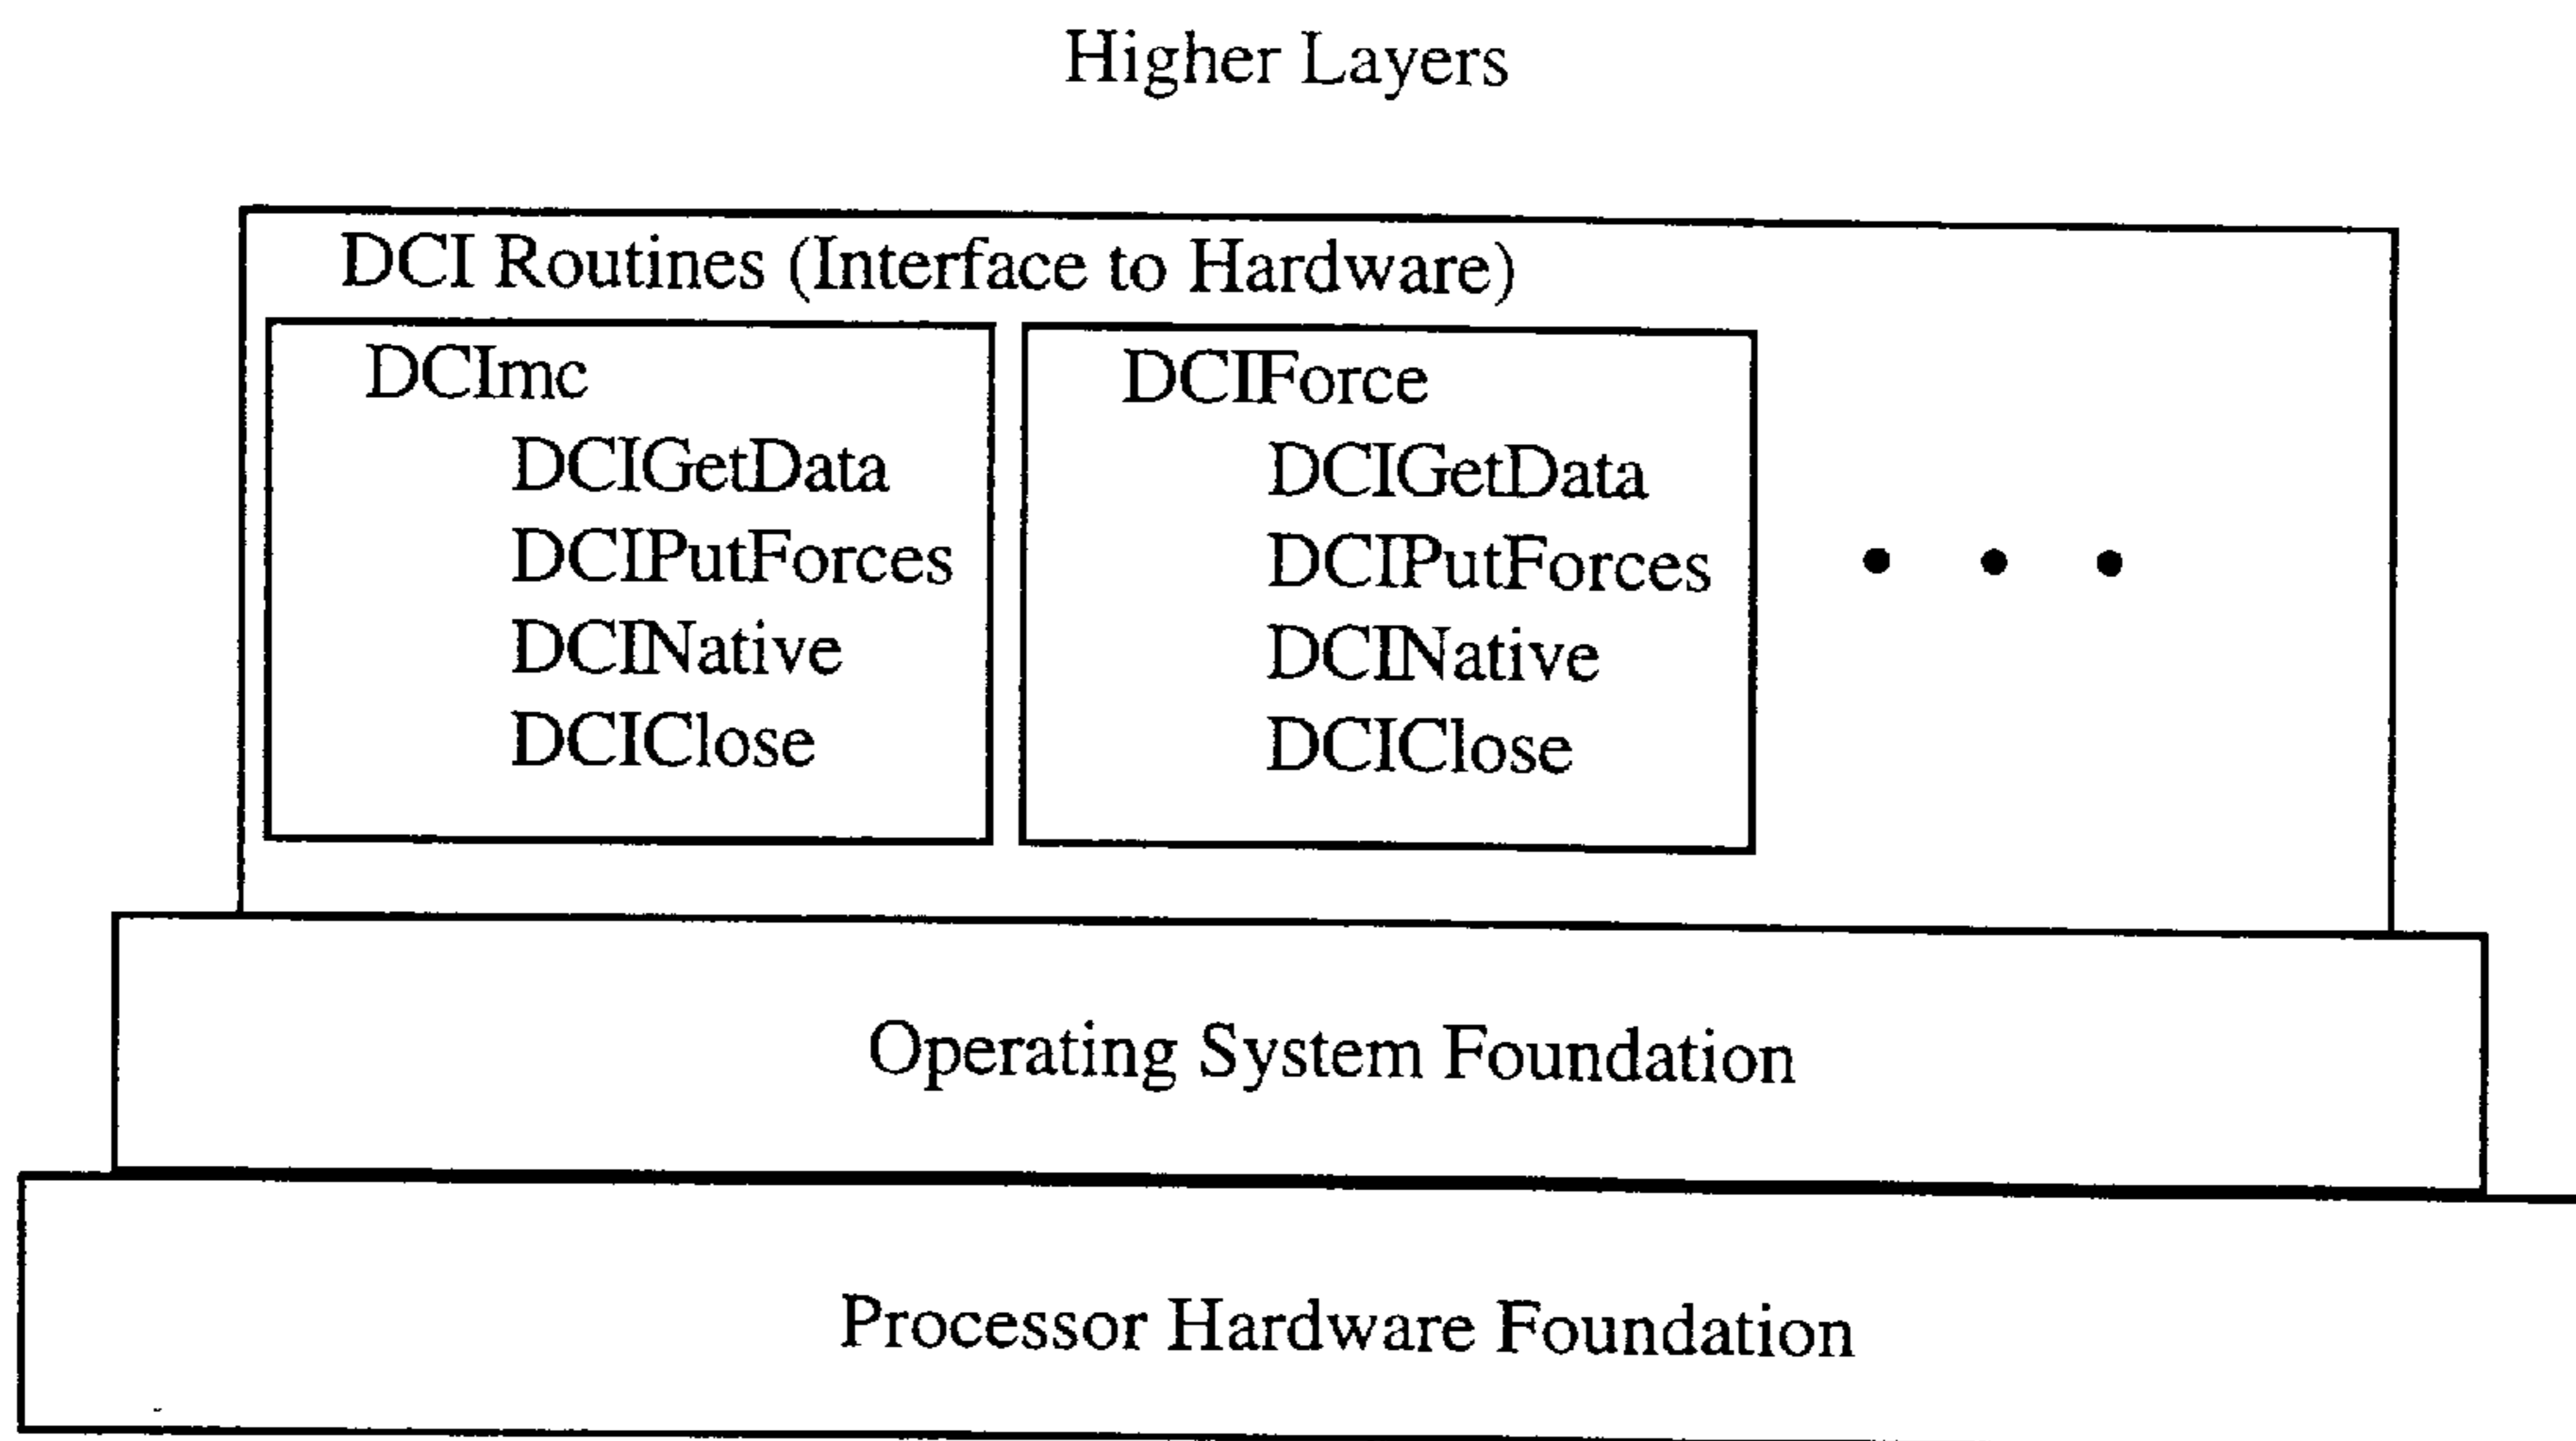 Higher Layers
DCI Routines (Interface to Hardware)
DCImc
DCIGetData
DCIPutForces
DCINative
DCIClose
DCIForce
DCIGetData
DCIPutForces
DCINative
DCIClose
Operating System Foundation
Processor Hardware Foundation